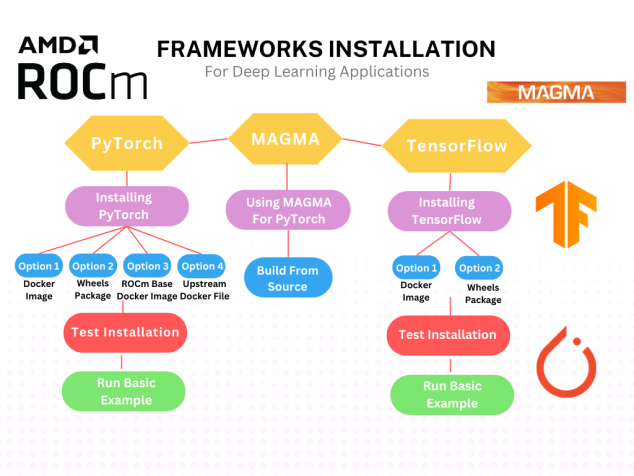 AMD
ROCm
FRAMEWORKS INSTALLATION
For Deep Learning Applications
MAGMA
PyTorch
MAGMA
TensorFlow
Installing
PyTorch
Using MAGMA
For PyTorch
Installing
TensorFlow
Option 1
Docker
Image
Option 2
Wheels
Package
Option 3
ROCm Base
Docker Image
Option 4
Upstream
Docker File
Build From
Source
Option 1
Docker
Image
Option 2
Wheels
Package
Test Installation
Test Installation
Run Basic
Example
Run Basic
Example